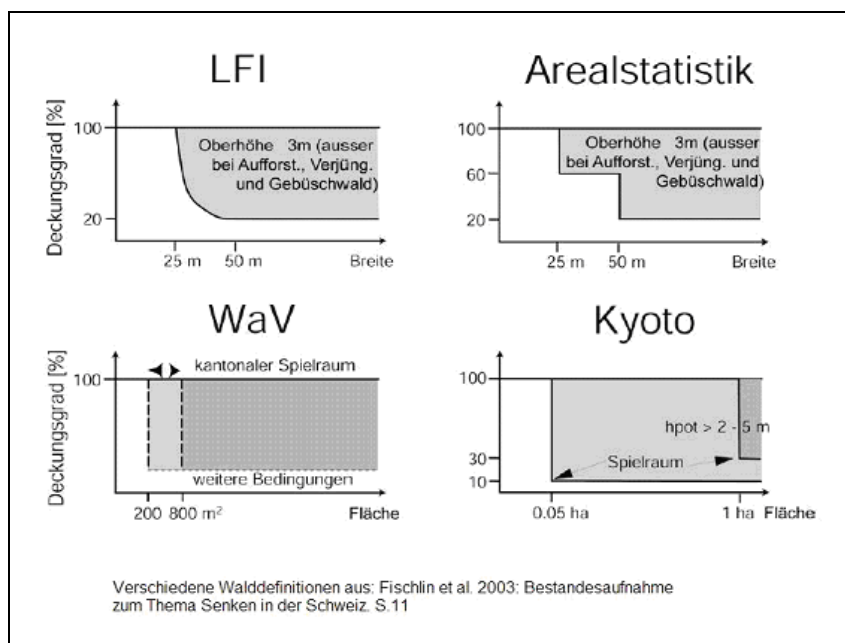 LFI
Deckungsgrad [%]
100
20
Oberhöhe 3m (ausser
bei Aufforst., Verjüng.
und Gebüschwald)
25 m 50 m Breite
Arealstatistik
100
60
20
Oberhöhe 3m (ausser
bei Aufforst., Verjüng. und
Gebüschwald)
25 m 50 m Breite
WaV
Deckungsgrad [%]
100
kantonaler Spielraum
weitere Bedingungen
200 800 m² Fläche
Kyoto
100
30
10
hpot > 2 - 5 m
Spielraum
0.05 ha 1 ha Fläche
Verschiedene Walddefinitionen aus: Fischlin et al. 2003: Bestandesaufnahme
zum Thema Senken in der Schweiz. S.11